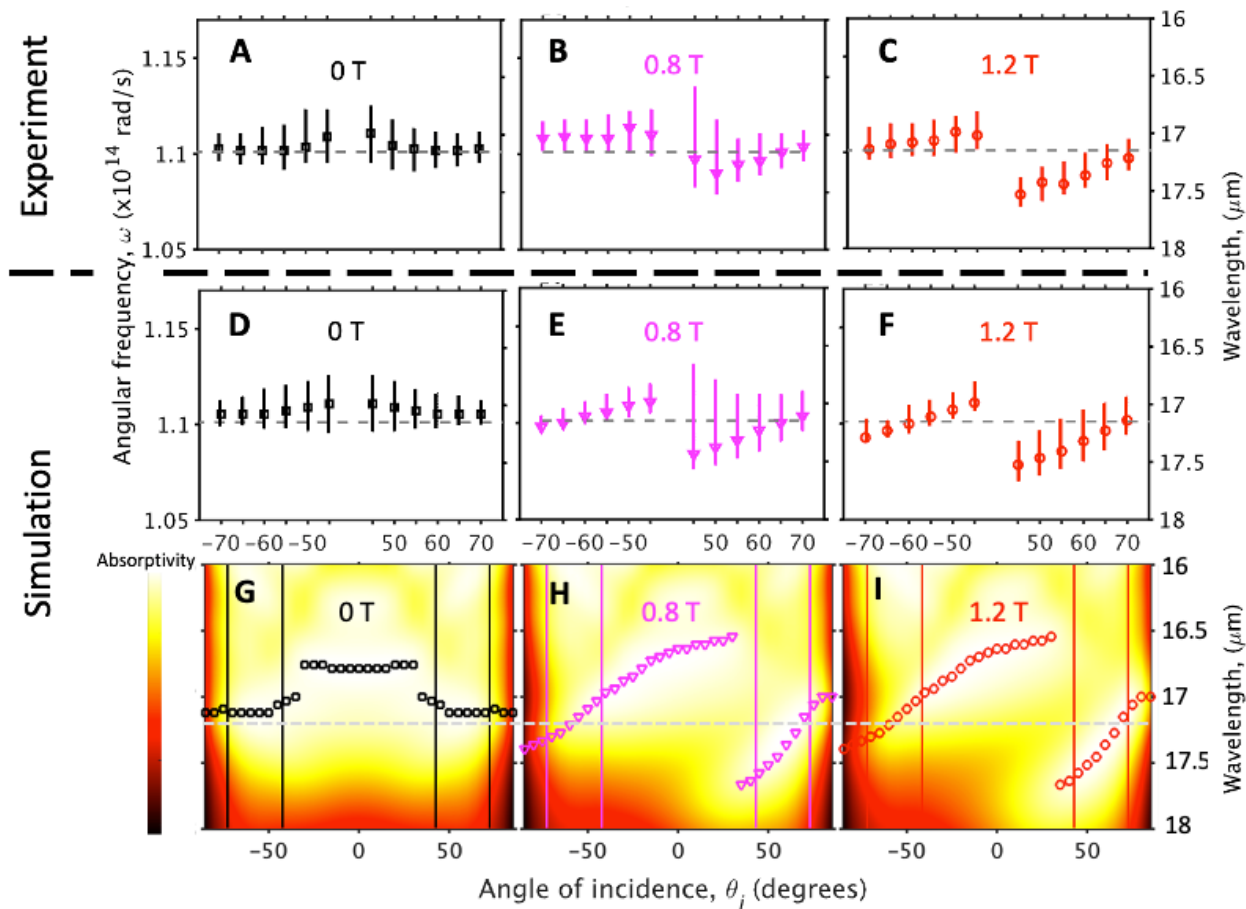 Experiment
Simulation
Angular frequency, ω (x10¹⁴ rad/s)
Wavelength, (μm)
A
0 T
B
0.8 T
C
1.2 T
1.15
1.1
1.05
16
16.5
17
17.5
18
D
0 T
E
0.8 T
F
1.2 T
1.15
1.1
1.05
16
16.5
17
17.5
18
Wavelength, (μm)
−70 −60 −50 50 60 70
−70 −60 −50 50 60 70
−70 −60 −50 50 60 70
Absorptivity
G
0 T
H
0.8 T
I
1.2 T
16
16.5
17
17.5
18
Wavelength, (μm)
−50 0 50
−50 0 50
−50 0 50
Angle of incidence, θᵢ (degrees)